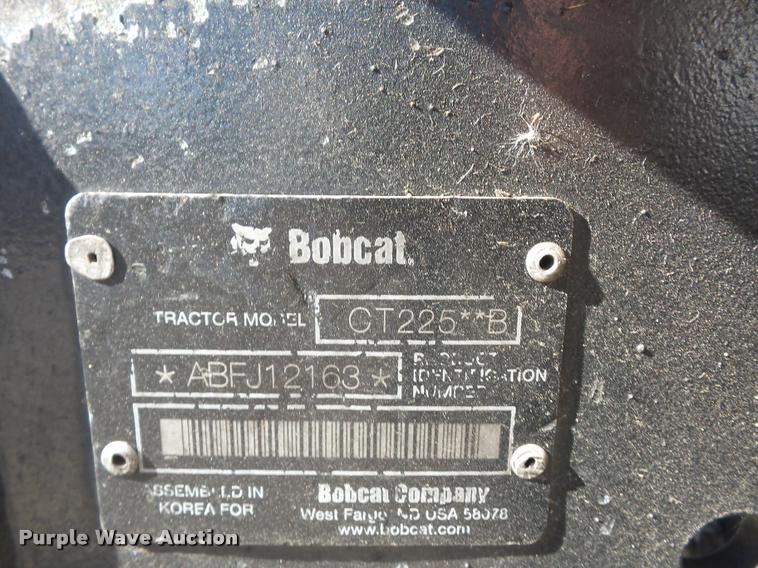 Bobcat.
TRACTOR MODEL CT225**B
* ABFJ12163 *
PRODUCT
IDENTIFICATION
NUMBER
ASSEMBLED IN
KOREA FOR
Bobcat Company
West Fargo, ND USA 58078
www.bobcat.com
Purple Wave Auction